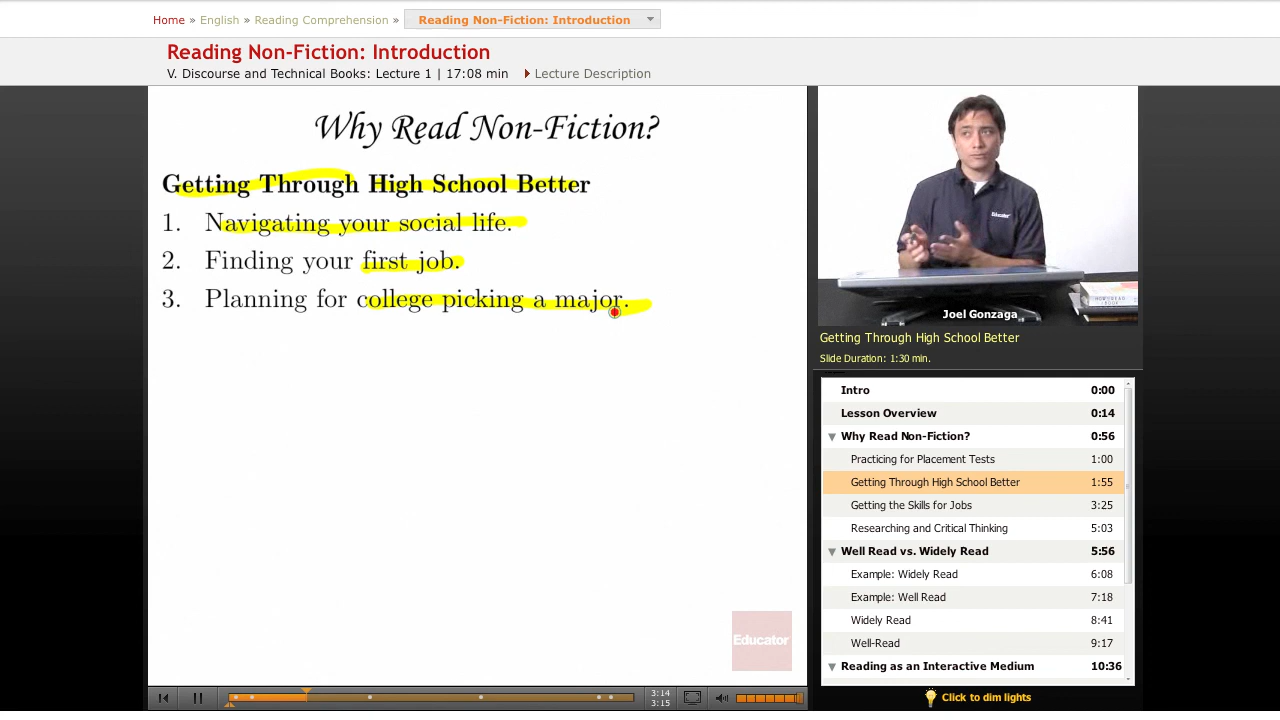 Home » English » Reading Comprehension » Reading Non-Fiction: Introduction
Reading Non-Fiction: Introduction
V. Discourse and Technical Books: Lecture 1 | 17:08 min Lecture Description
Why Read Non-Fiction?
Getting Through High School Better
1. Navigating your social life.
2. Finding your first job.
3. Planning for college picking a major.
Educator
Educator
Joel Gonzaga
Getting Through High School Better
Slide Duration: 1:30 min.
Intro 0:00
Lesson Overview 0:14
Why Read Non-Fiction? 0:56
Practicing for Placement Tests 1:00
Getting Through High School Better 1:55
Getting the Skills for Jobs 3:25
Researching and Critical Thinking 5:03
Well Read vs. Widely Read 5:56
Example: Widely Read 6:08
Example: Well Read 7:18
Widely Read 8:41
Well-Read 9:17
Reading as an Interactive Medium 10:36
3:14
3:15
Click to dim lights